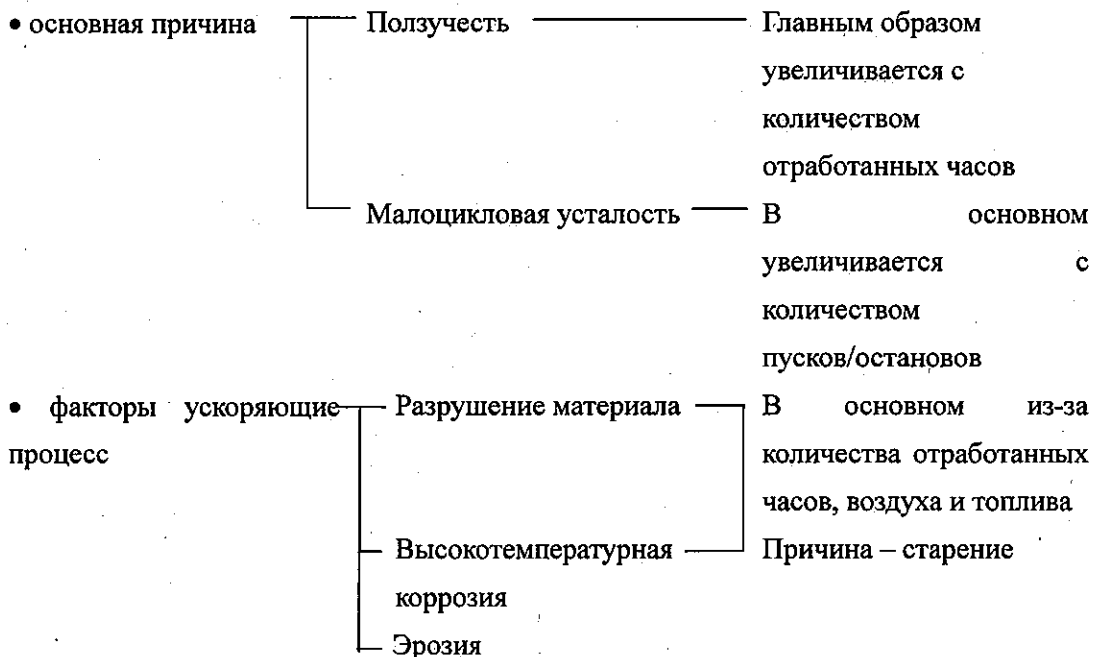 • основная причина
Ползучесть
Главным образом
увеличивается с
количеством
отработанных часов
Малоцикловая усталость
В основном
увеличивается с
количеством
пусков/остановов
• факторы ускоряющие
процесс
Разрушение материала
В основном из-за
количества отработанных
часов, воздуха и топлива
Высокотемпературная
коррозия
Причина – старение
Эрозия